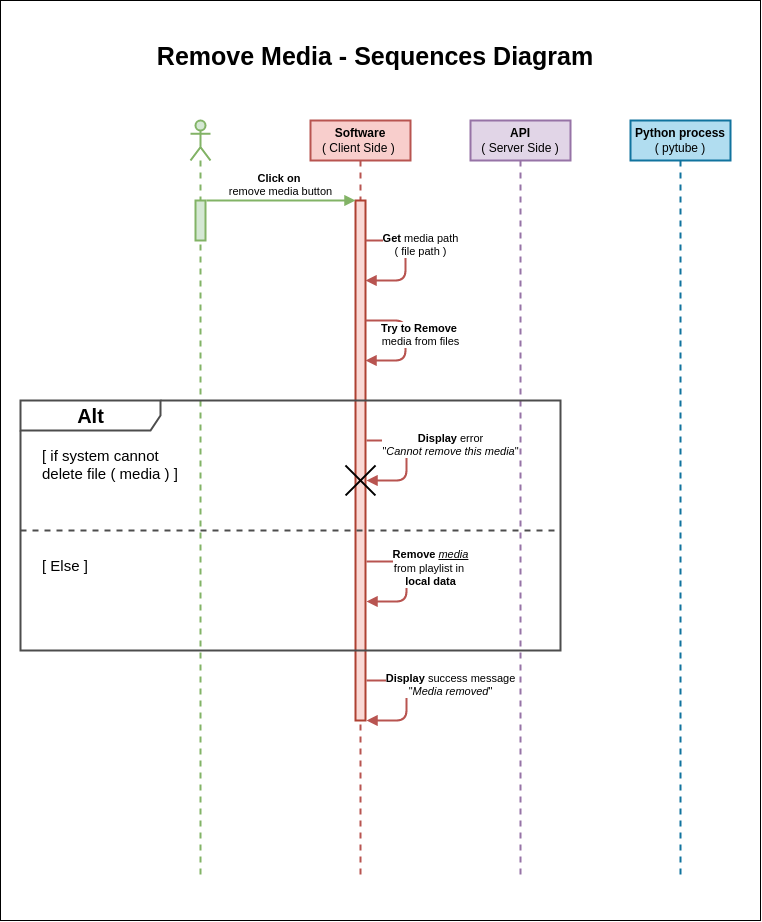 Remove Media - Sequences Diagram
Software
( Client Side )
API
( Server Side )
Python process
( pytube )
Click on
remove media button
Get media path
( file path )
Try to Remove
media from files
Alt
[ if system cannot
delete file ( media ) ]
Display error
"Cannot remove this media"
[ Else ]
Remove media
from playlist in
local data
Display success message
"Media removed"